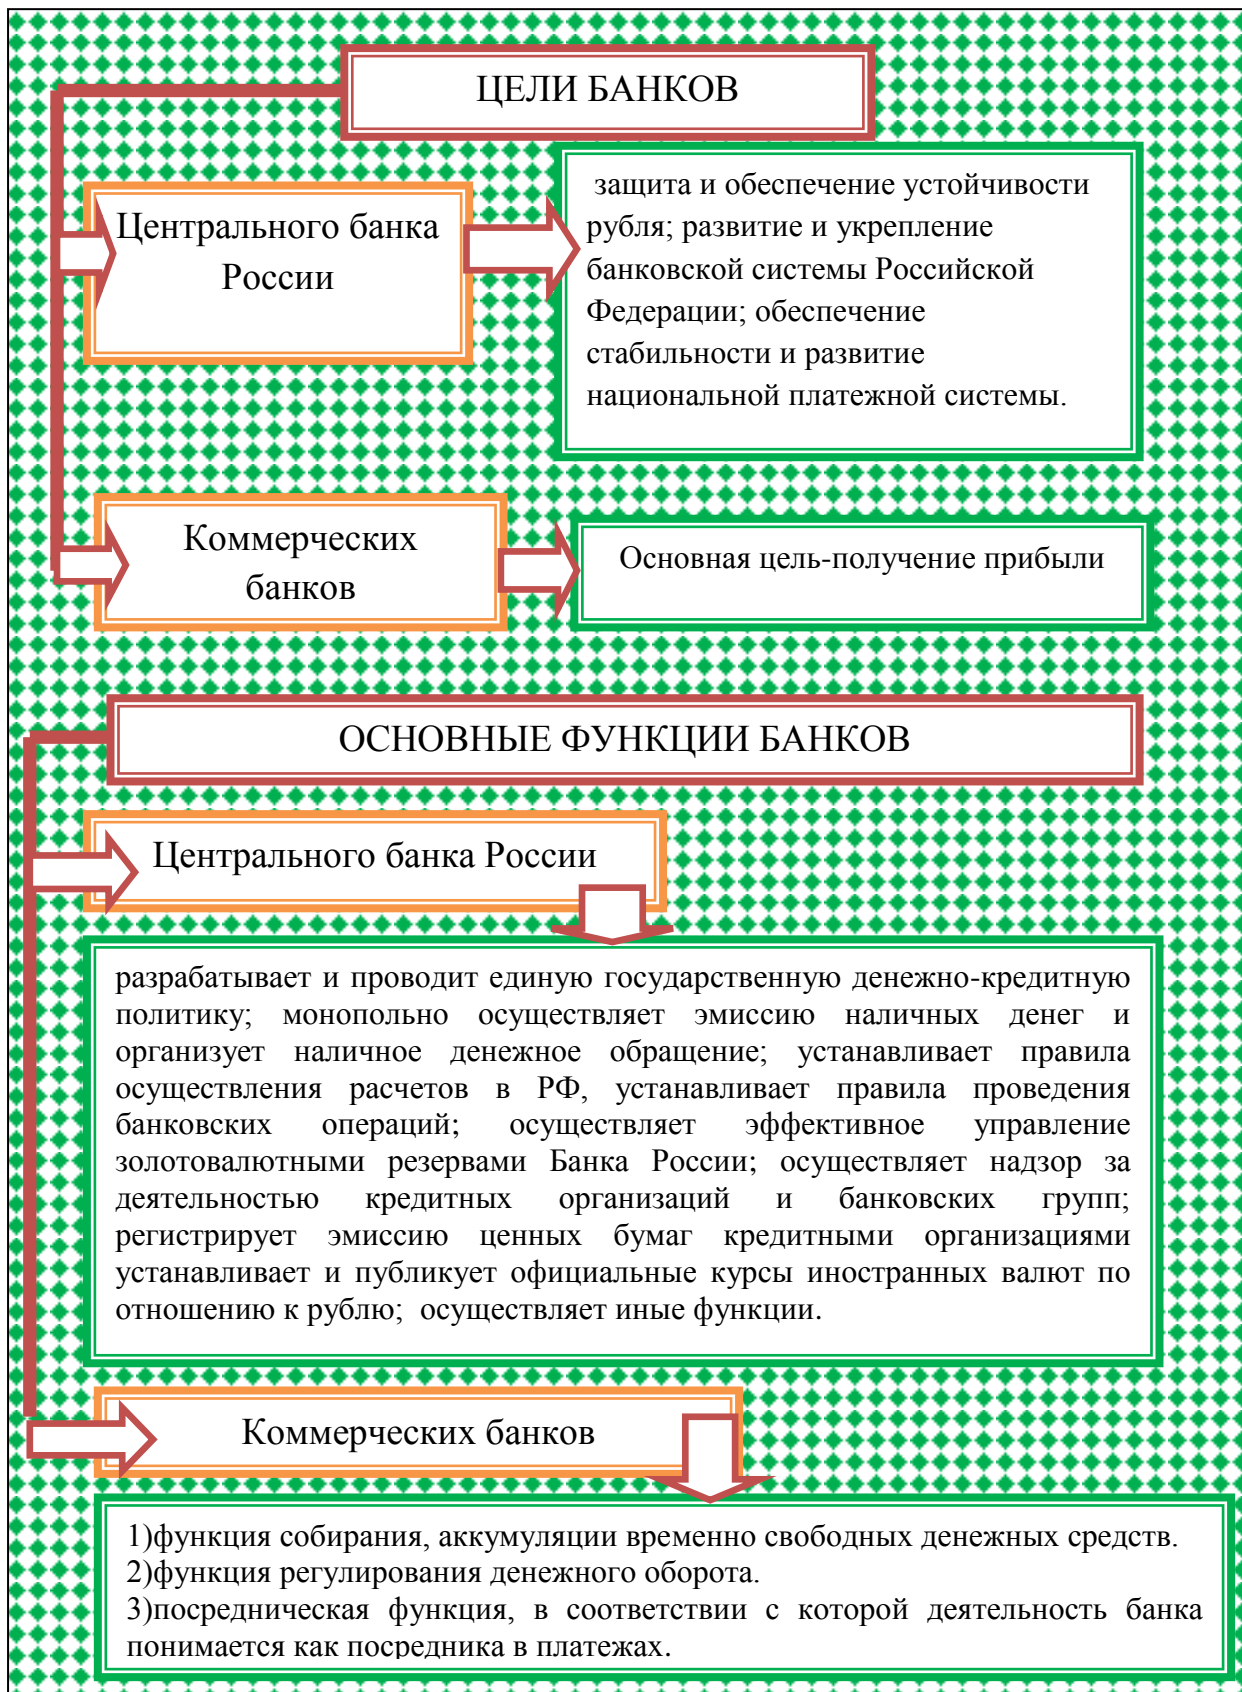 ЦЕЛИ БАНКОВ
Центрального банка
России
защита и обеспечение устойчивости
рубля; развитие и укрепление
банковской системы Российской
Федерации; обеспечение
стабильности и развитие
национальной платежной системы.
Коммерческих
банков
Основная цель-получение прибыли
ОСНОВНЫЕ ФУНКЦИИ БАНКОВ
Центрального банка России
разрабатывает и проводит единую государственную денежно-кредитную
политику; монопольно осуществляет эмиссию наличных денег и
организует наличное денежное обращение; устанавливает правила
осуществления расчетов в РФ, устанавливает правила проведения
банковских операций; осуществляет эффективное управление
золотовалютными резервами Банка России; осуществляет надзор за
деятельностью кредитных организаций и банковских групп;
регистрирует эмиссию ценных бумаг кредитными организациями
устанавливает и публикует официальные курсы иностранных валют по
отношению к рублю; осуществляет иные функции.
Коммерческих банков
1)функция собирания, аккумуляции временно свободных денежных средств.
2)функция регулирования денежного оборота.
3)посредническая функция, в соответствии с которой деятельность банка
понимается как посредника в платежах.